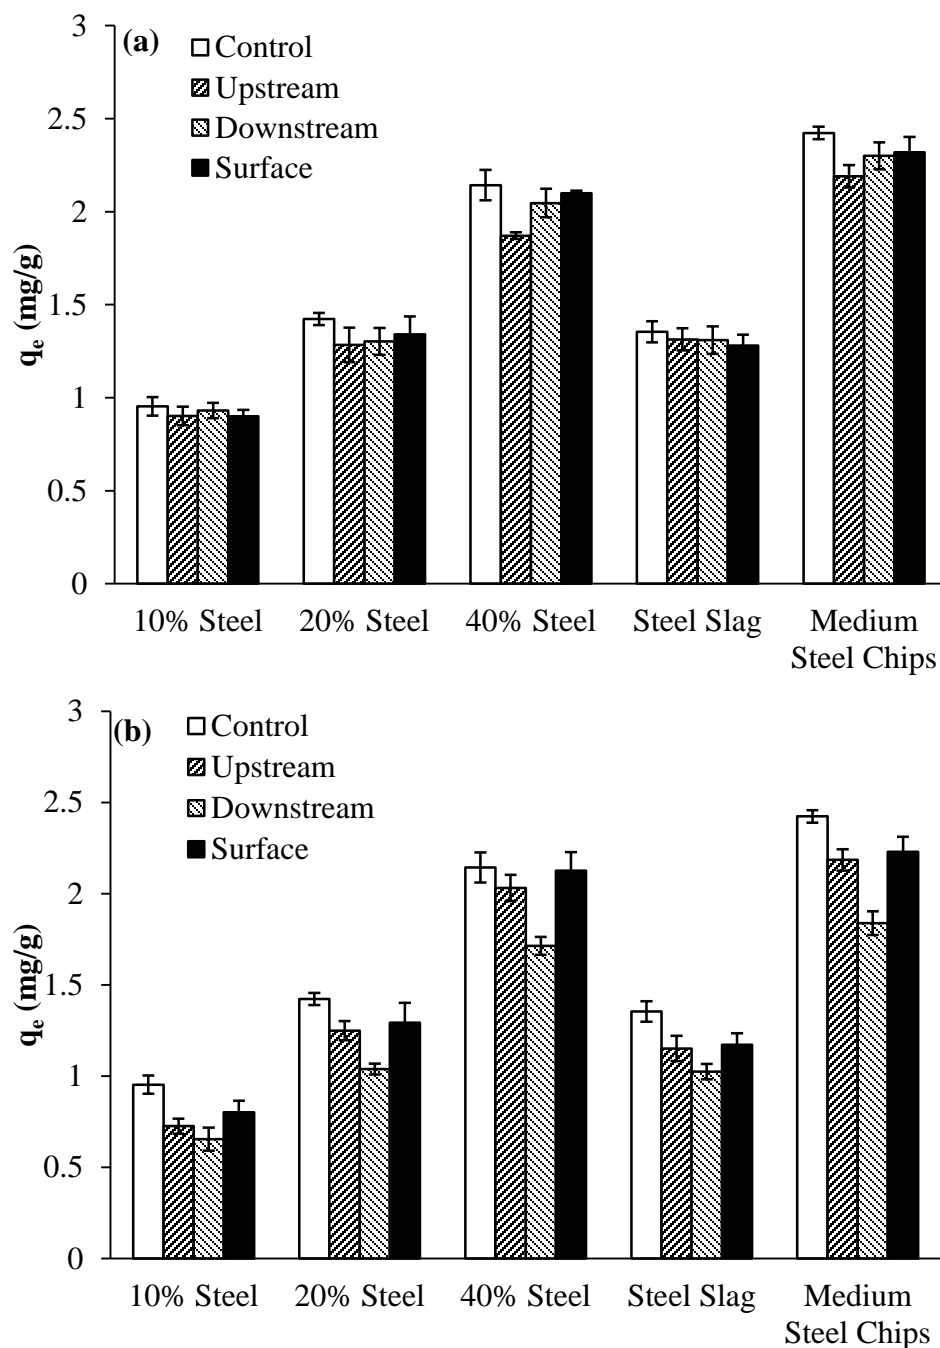 (a)
Control
Upstream
Downstream
Surface
3
2.5
2
1.5
1
0.5
0
qe (mg/g)
10% Steel
20% Steel
40% Steel
Steel Slag
Medium
Steel Chips
(b)
Control
Upstream
Downstream
Surface
3
2.5
2
1.5
1
0.5
0
qe (mg/g)
10% Steel
20% Steel
40% Steel
Steel Slag
Medium
Steel Chips